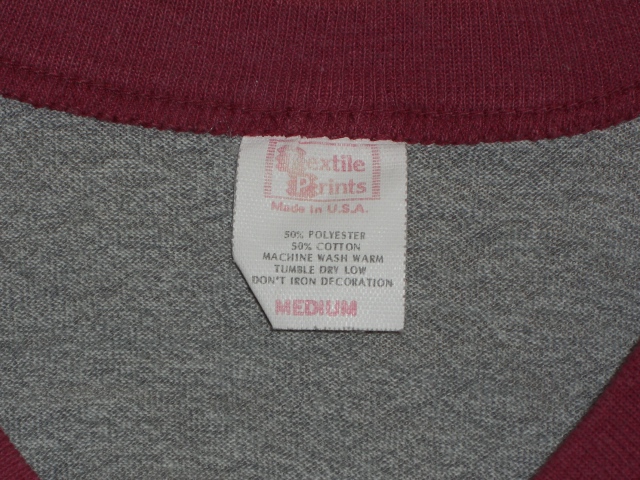 Textile
Prints
Made in U.S.A.
50% POLYESTER
50% COTTON
MACHINE WASH WARM
TUMBLE DRY LOW
DON'T IRON DECORATION
MEDIUM